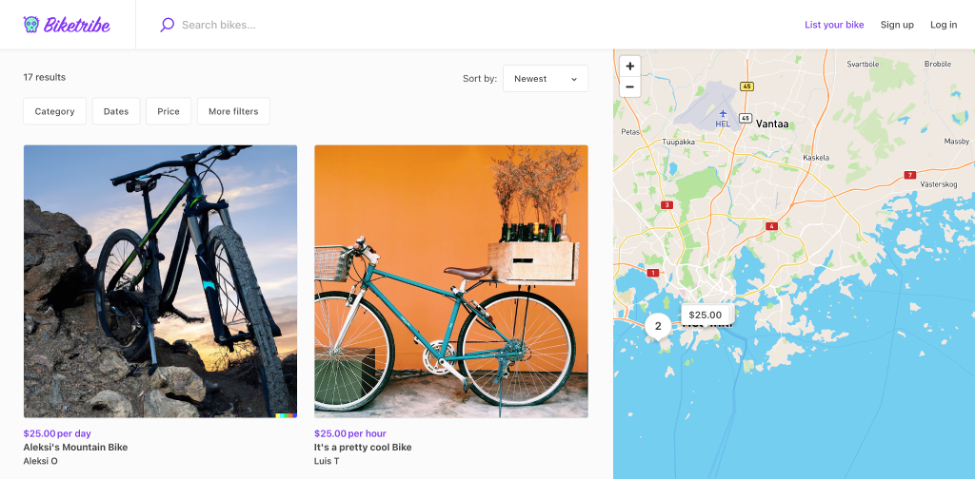 Biketribe
Search bikes...
List your bike
Sign up
Log in
17 results
Sort by:
Newest
Category
Dates
Price
More filters
$25.00 per day
Aleksi's Mountain Bike
Aleksi O
$25.00 per hour
It's a pretty cool Bike
Luis T
+
−
Svartböle
Broböle
45
HEL
45
Vantaa
Petas
Tuupakka
Massby
Kaskela
7
Västerskog
3
4
1
$25.00
2